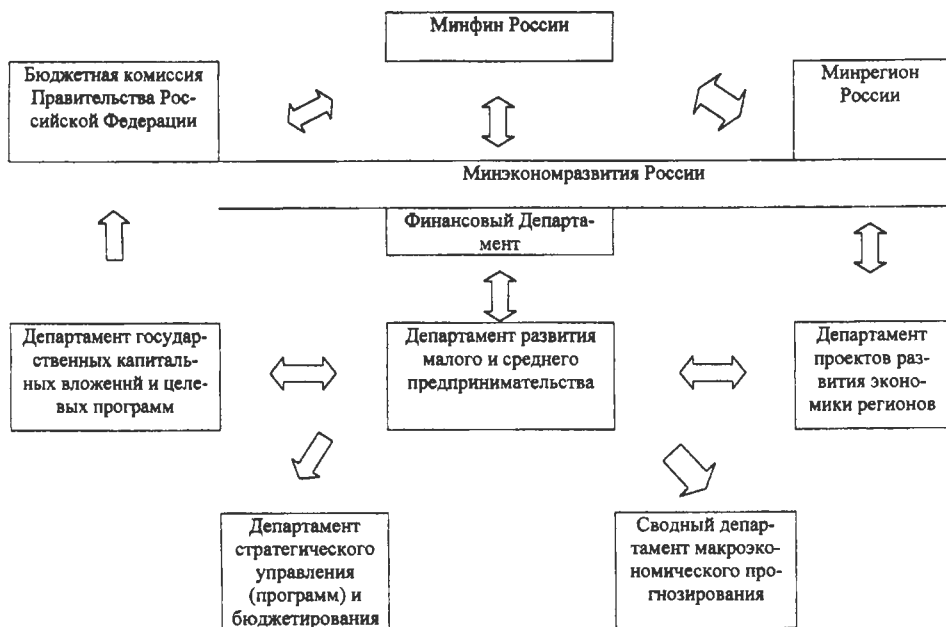 Минфин России
Бюджетная комиссия
Правительства Рос-
сийской Федерации
Минрегион
России
Минэкономразвития России
Финансовый Департа-
мент
Департамент государ-
ственных капиталь-
ных вложений и целе-
вых программ
Департамент развития
малого и среднего
предпринимательства
Департамент
проектов раз-
вития эконо-
мики регионов
Департамент
стратегического
управления
(программ) и
бюджетирования
Сводный депар-
тамент макроэко-
номического про-
гнозирования